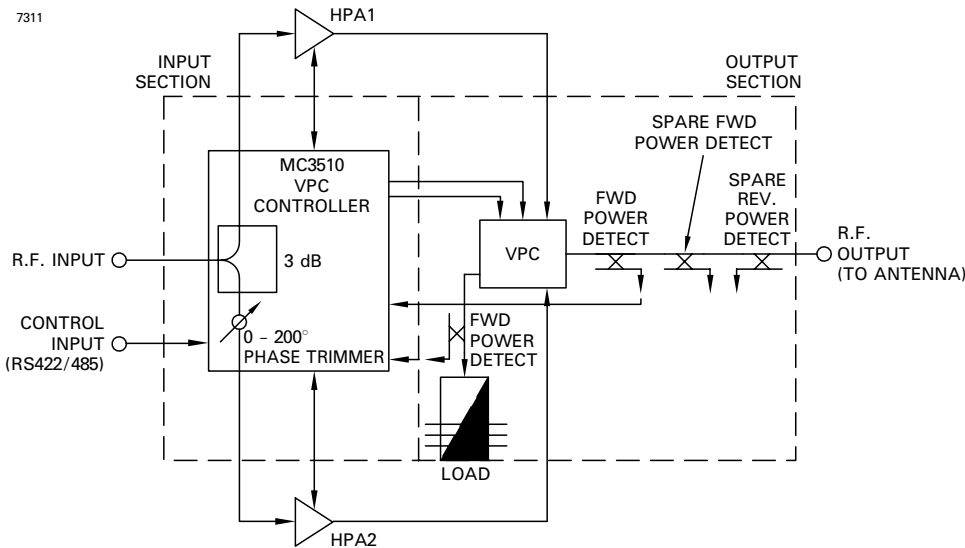 7311
HPA1
INPUT
SECTION
OUTPUT
SECTION
SPARE FWD
POWER DETECT
MC3510
VPC
CONTROLLER
3 dB
FWD
POWER
DETECT
SPARE
REV.
POWER
DETECT
R.F. INPUT
VPC
R.F.
OUTPUT
(TO ANTENNA)
CONTROL
INPUT
(RS422/485)
0 – 200°
PHASE TRIMMER
FWD
POWER
DETECT
LOAD
HPA2